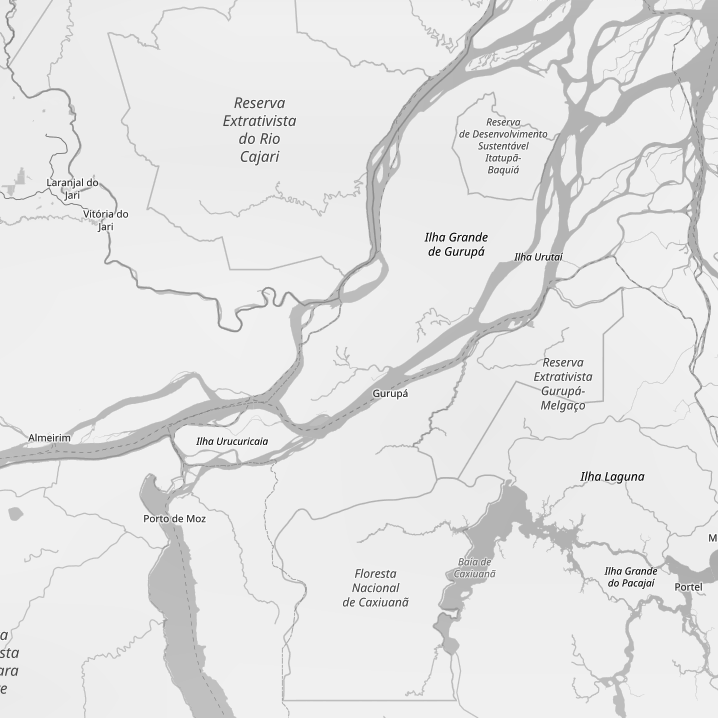 Reserva
Extrativista
do Rio
Cajari
Reserva
de Desenvolvimento
Sustentável
Itatupã-
Baquiá
Laranjal do
Jari
Vitória do
Jari
Ilha Grande
de Gurupá
Ilha Urutaí
Reserva
Extrativista
Gurupá-
Melgaço
Gurupá
Almeirim
Ilha Urucuricaia
Ilha Laguna
Porto de Moz
M
Baía de
Caxiuanã
Floresta
Nacional
de Caxiuanã
Ilha Grande
do Pacajaí
Portel
a
sta
ara
e